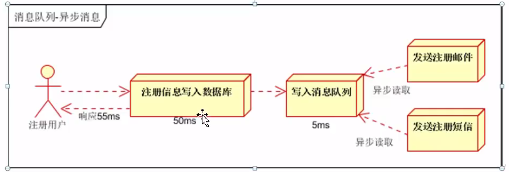 消息队列-异步消息
发送注册邮件
注册信息写入数据库
写入消息队列
异步读取
响应55ms
注册用户
50ms
5ms
发送注册短信
异步读取